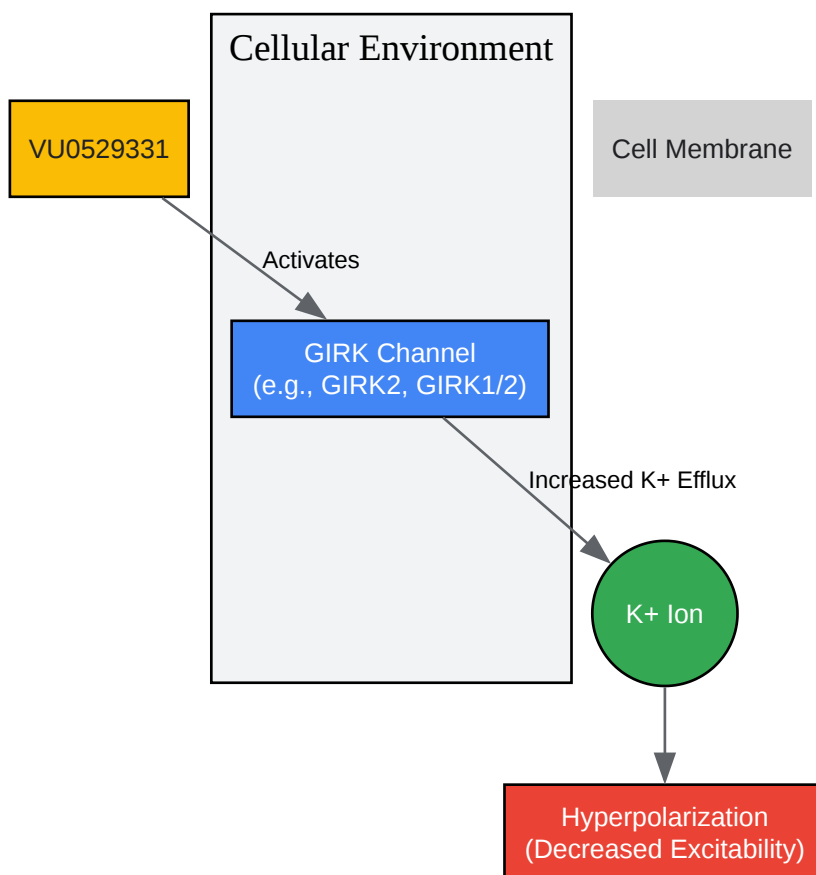 Cellular Environment
VU0529331
Cell Membrane
Activates
GIRK Channel
(e.g., GIRK2, GIRK1/2)
Increased K+ Efflux
K+ Ion
Hyperpolarization
(Decreased Excitability)